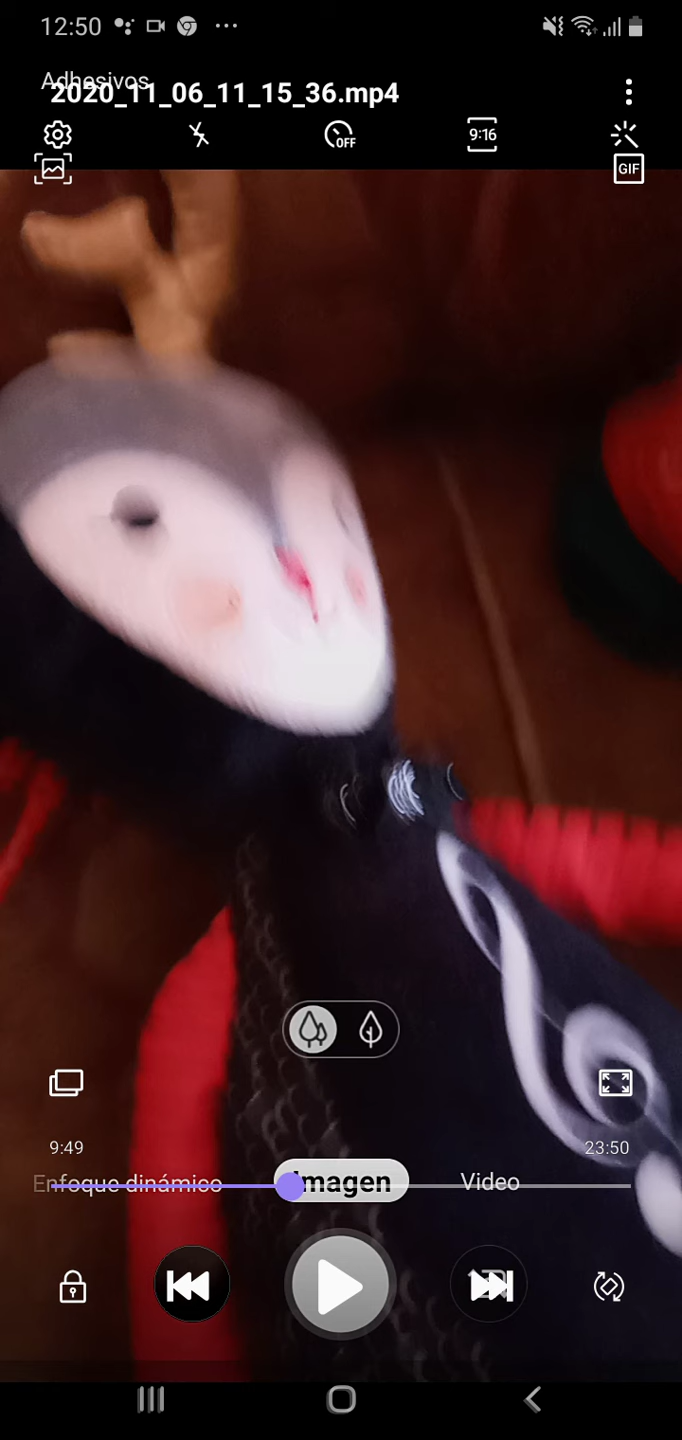 12:50
Adhesivos
2020_11_06_11_15_36.mp4
OFF
9:16
GIF
9:49
23:50
Enfoque dinámico
Imagen
Video